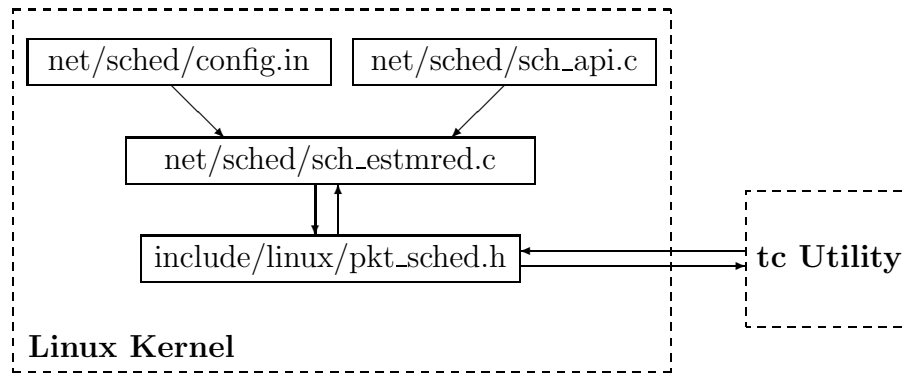 net/sched/config.in
net/sched/sch_api.c
net/sched/sch_estmred.c
include/linux/pkt_sched.h
tc Utility
Linux Kernel